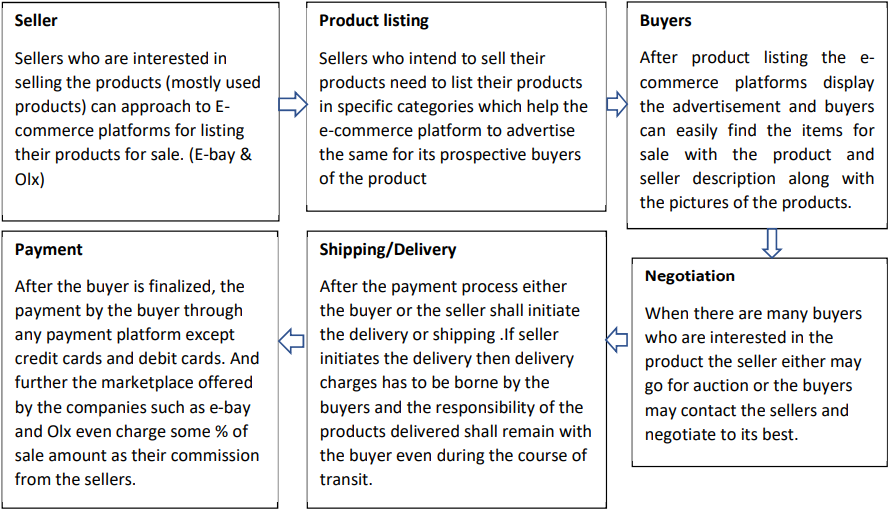 Seller
Sellers who are interested in
selling the products (mostly used
products) can approach to E-
commerce platforms for listing
their products for sale. (E-bay &
Olx)
Product listing
Sellers who intend to sell their
products need to list their products
in specific categories which help the
e-commerce platform to advertise
the same for its prospective buyers
of the product
Buyers
After product listing the e-
commerce platforms display
the advertisement and buyers
can easily find the items for
sale with the product and
seller description along with
the pictures of the products.
Negotiation
When there are many buyers
who are interested in the
product the seller either may
go for auction or the buyers
may contact the sellers and
negotiate to its best.
Shipping/Delivery
After the payment process either
the buyer or the seller shall initiate
the delivery or shipping .If seller
initiates the delivery then delivery
charges has to be borne by the
buyers and the responsibility of the
products delivered shall remain with
the buyer even during the course of
transit.
Payment
After the buyer is finalized, the
payment by the buyer through
any payment platform except
credit cards and debit cards. And
further the marketplace offered
by the companies such as e-bay
and Olx even charge some % of
sale amount as their commission
from the sellers.